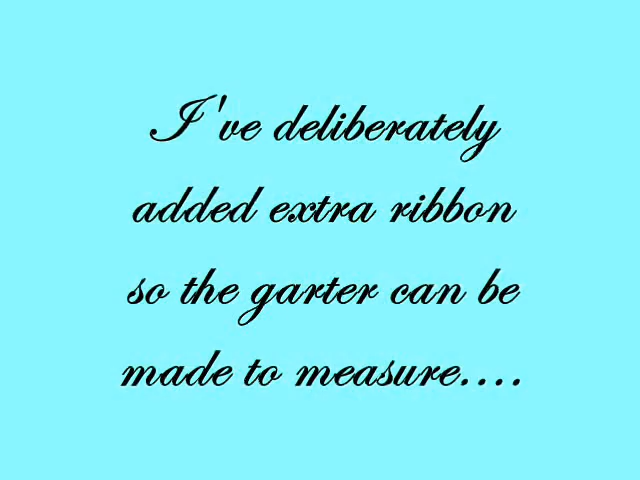 I've deliberately
added extra ribbon
so the garter can be
made to measure....